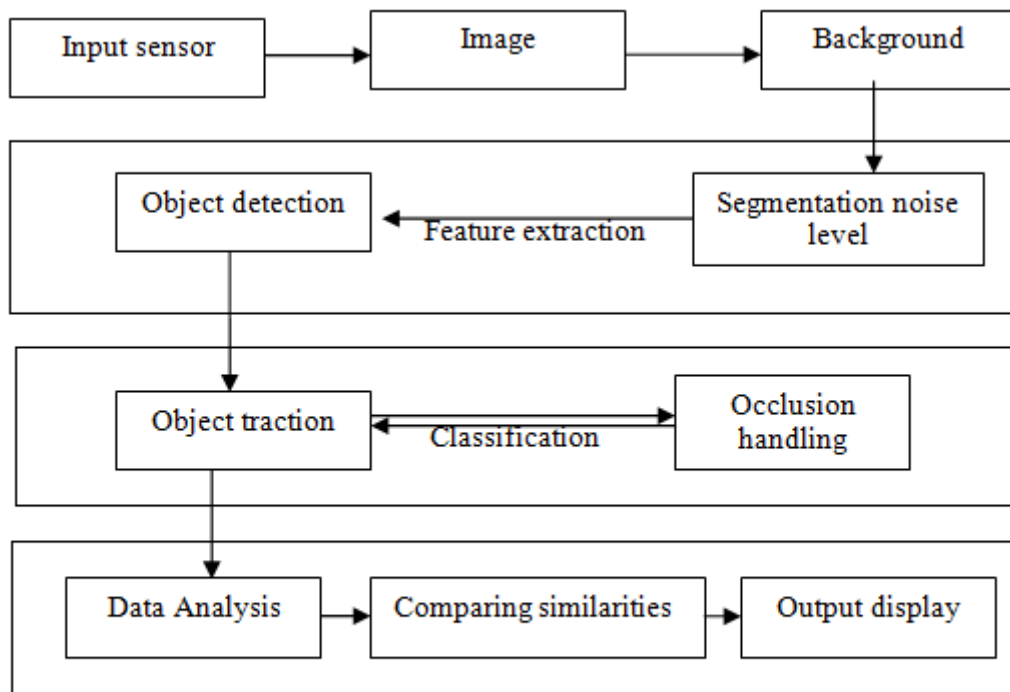 Input sensor
Image
Background
Object detection
Feature extraction
Segmentation noise
level
Object traction
Classification
Occlusion
handling
Data Analysis
Comparing similarities
Output display